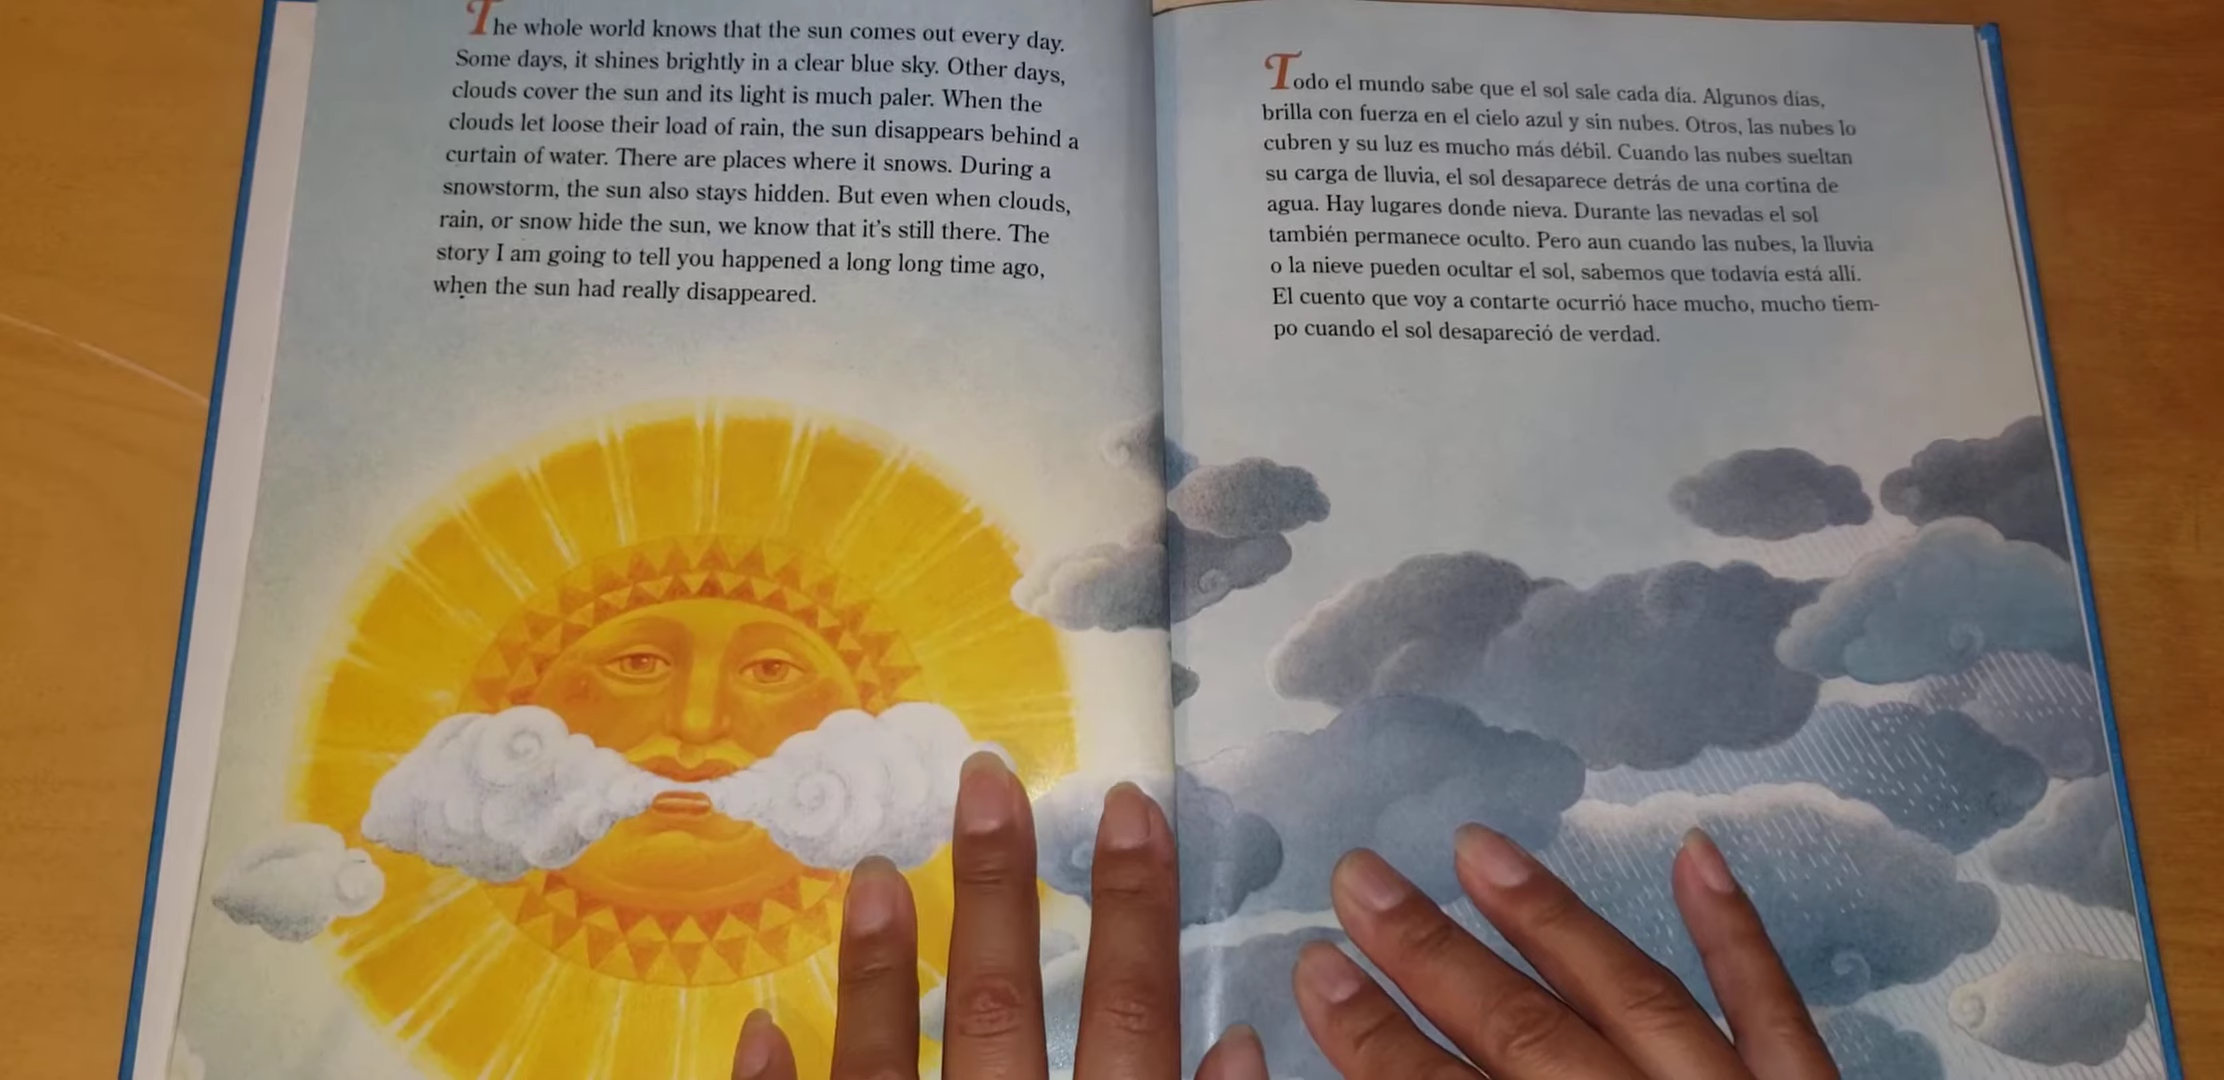 The whole world knows that the sun comes out every day.
Some days, it shines brightly in a clear blue sky. Other days,
clouds cover the sun and its light is much paler. When the
clouds let loose their load of rain, the sun disappears behind a
curtain of water. There are places where it snows. During a
snowstorm, the sun also stays hidden. But even when clouds,
rain, or snow hide the sun, we know that it's still there. The
story I am going to tell you happened a long long time ago,
when the sun had really disappeared.
Todo el mundo sabe que el sol sale cada día. Algunos días,
brilla con fuerza en el cielo azul y sin nubes. Otros, las nubes lo
cubren y su luz es mucho más débil. Cuando las nubes sueltan
su carga de lluvia, el sol desaparece detrás de una cortina de
agua. Hay lugares donde nieva. Durante las nevadas el sol
también permanece oculto. Pero aun cuando las nubes, la lluvia
o la nieve pueden ocultar el sol, sabemos que todavía está allí.
El cuento que voy a contarte ocurrió hace mucho, mucho tiem-
po cuando el sol desapareció de verdad.